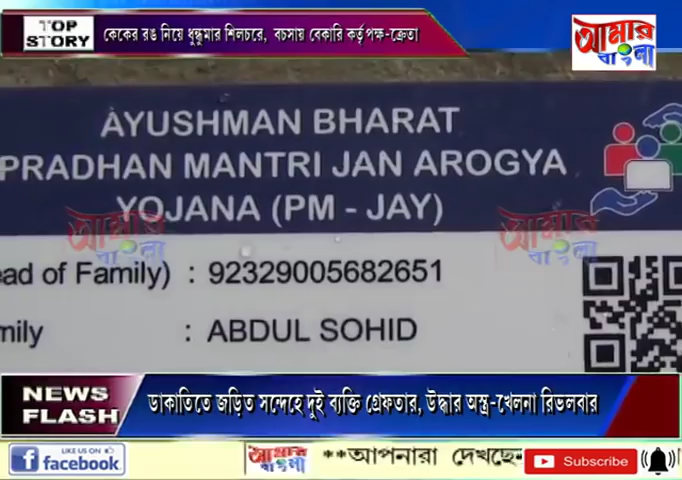 TOP STORY
কেকের রঙ নিয়ে ধুন্ধুমার শিলচরে, বচসায় বেকারি কর্তৃপক্ষ-ক্রেতা
আমার বাংলা
AYUSHMAN BHARAT
PRADHAN MANTRI JAN AROGYA
YOJANA (PM - JAY)
আমার বাংলা
আমার বাংলা
ead of Family) : 92329005682651
mily : ABDUL SOHID
NEWS FLASH
ডাকাতিতে জড়িত সন্দেহে দুই ব্যক্তি গ্রেফতার, উদ্ধার অস্ত্র-খেলনা রিভলবার
LIKE US ON
facebook
আমার বাংলা
**আপনারা দেখছে
Subscribe